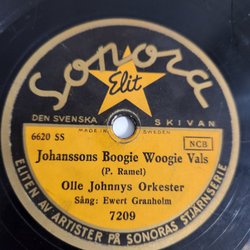 Sonora
Elit
DEN SVENSKA SKIVAN
6620 SS
MADE IN SWEDEN
NCB
Johanssons Boogie Woogie Vals
(P. Ramel)
Olle Johnnys Orkester
Sång: Ewert Granholm
7209
ELITEN AV ARTISTER PÅ SONORAS STJÄRNSERIE